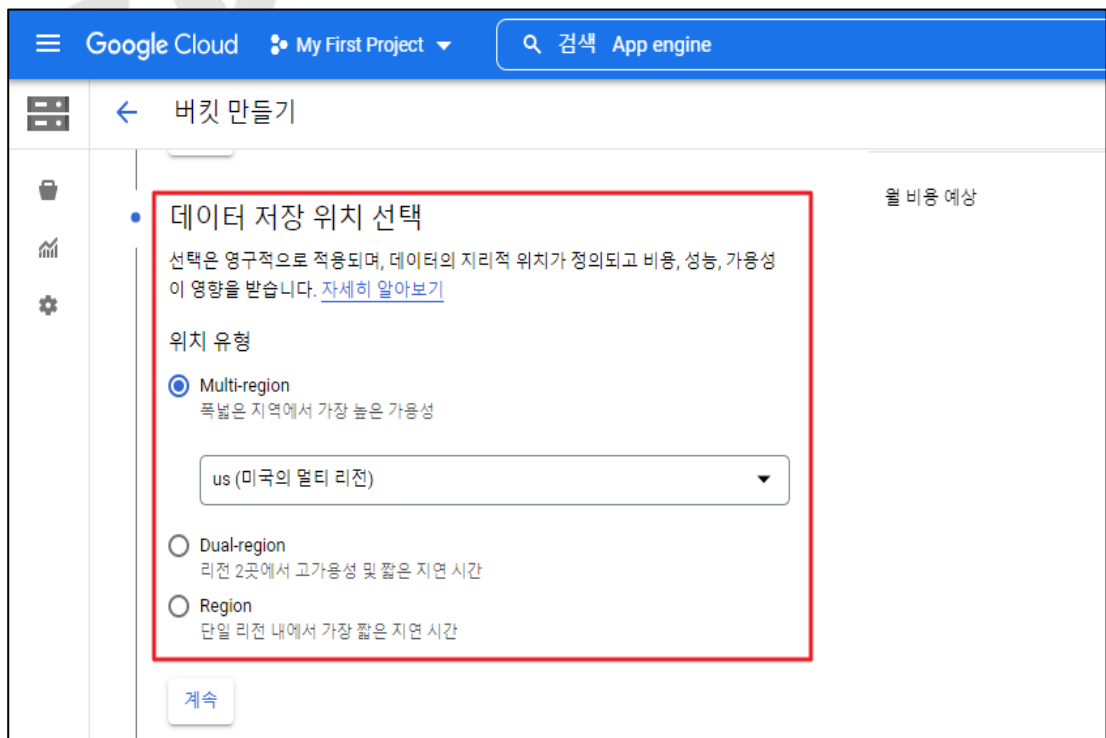 Google Cloud My First Project 검색 App engine
버킷 만들기
월 비용 예상
데이터 저장 위치 선택
선택은 영구적으로 적용되며, 데이터의 지리적 위치가 정의되고 비용, 성능, 가용성
이 영향을 받습니다. 자세히 알아보기
위치 유형
Multi-region
폭넓은 지역에서 가장 높은 가용성
us (미국의 멀티 리전)
Dual-region
리전 2곳에서 고가용성 및 짧은 지연 시간
Region
단일 리전 내에서 가장 짧은 지연 시간
계속